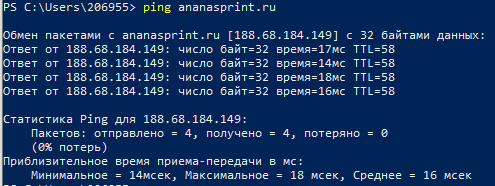 PS C:\Users\206955> ping ananasprint.ru
Обмен пакетами с ananasprint.ru [188.68.184.149] с 32 байтами данных:
Ответ от 188.68.184.149: число байт=32 время=17мс TTL=58
Ответ от 188.68.184.149: число байт=32 время=14мс TTL=58
Ответ от 188.68.184.149: число байт=32 время=18мс TTL=58
Ответ от 188.68.184.149: число байт=32 время=16мс TTL=58
Статистика Ping для 188.68.184.149:
Пакетов: отправлено = 4, получено = 4, потеряно = 0
(0% потерь)
Приблизительное время приема-передачи в мс:
Минимальное = 14мсек, Максимальное = 18 мсек, Среднее = 16 мсек